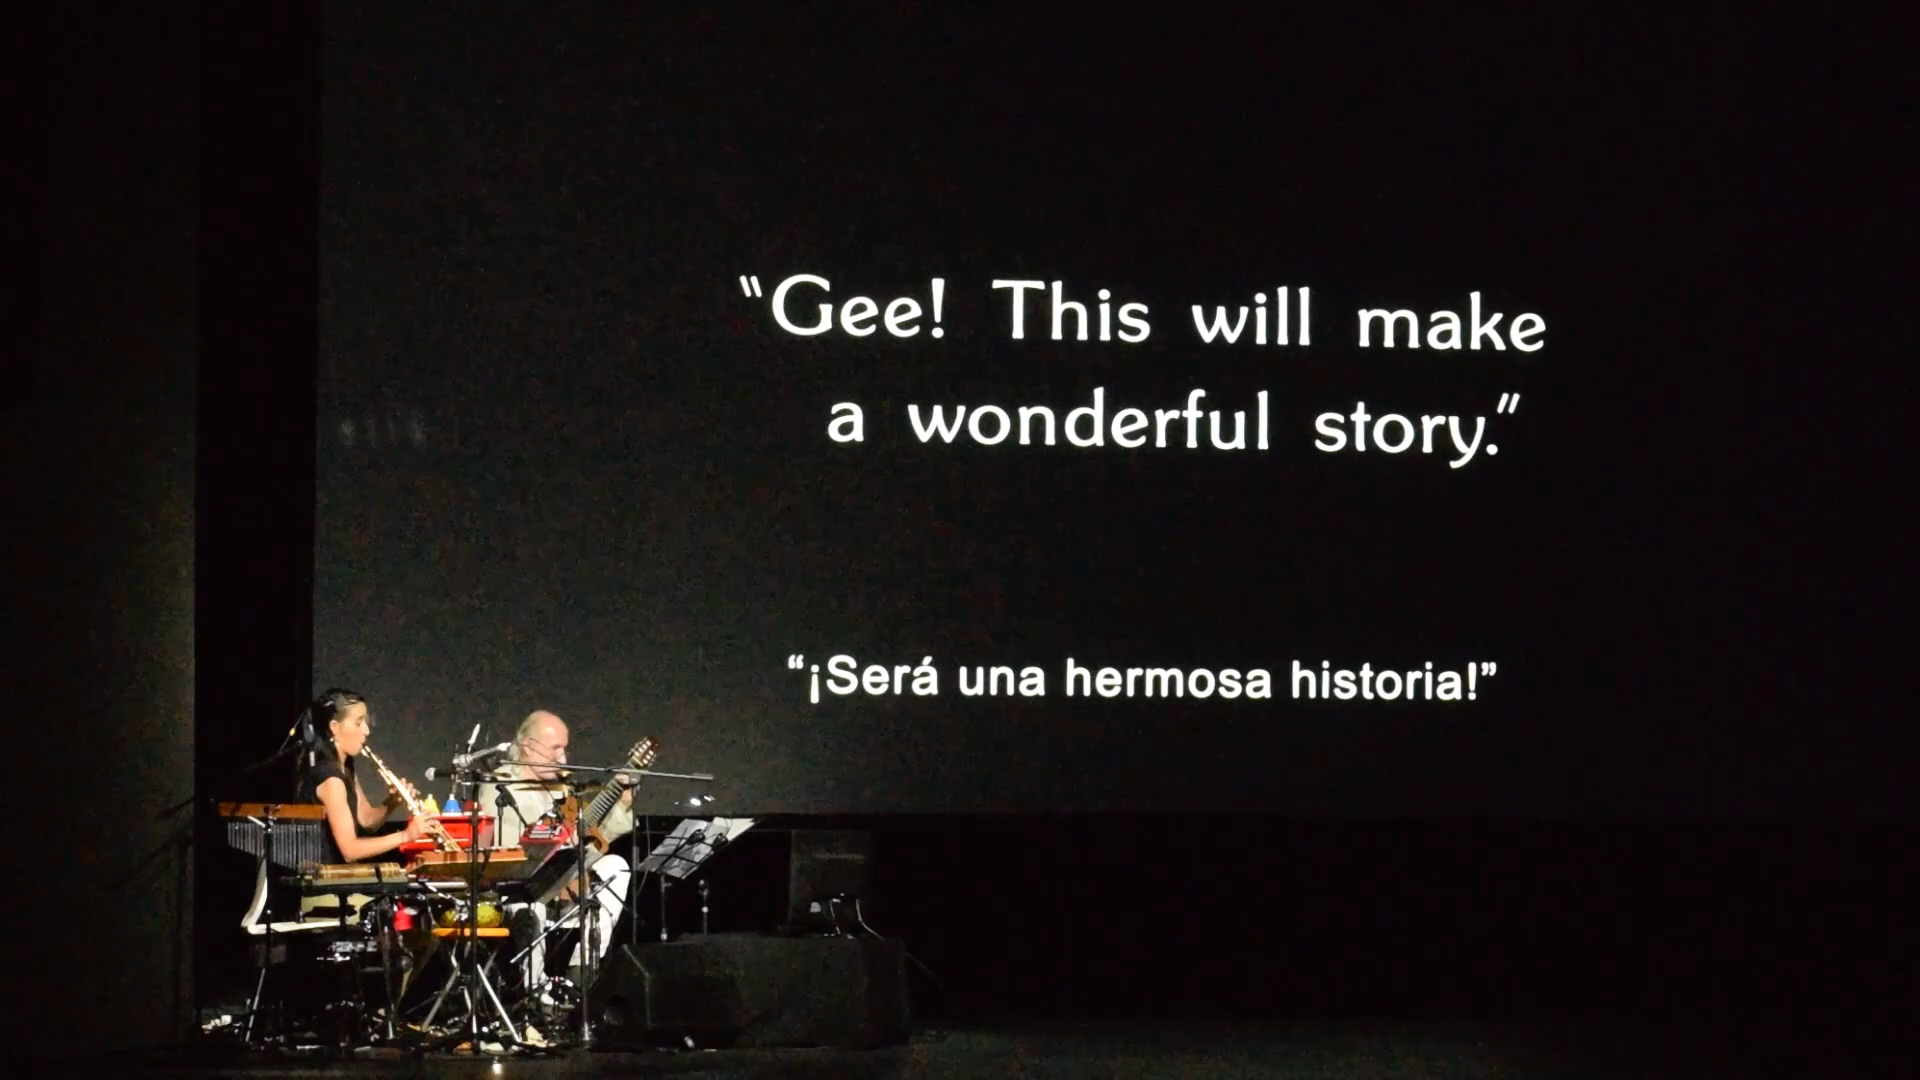 “Gee! This will make
a wonderful story.”
“¡Será una hermosa historia!”